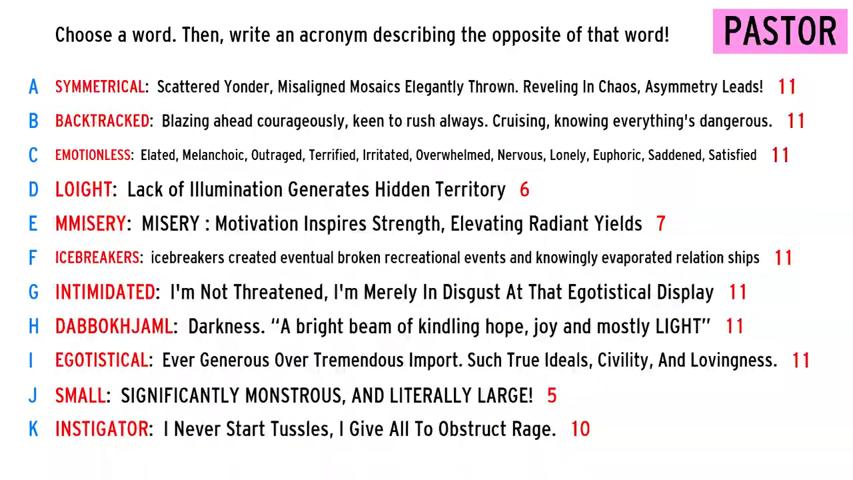 Choose a word. Then, write an acronym describing the opposite of that word! PASTOR
A SYMMETRICAL: Scattered Yonder, Misaligned Mosaics Elegantly Thrown. Reveling In Chaos, Asymmetry Leads! 11
B BACKTRACKED: Blazing ahead courageously, keen to rush always. Cruising, knowing everything's dangerous. 11
C EMOTIONLESS: Elated, Melanchoic, Outraged, Terrified, Irritated, Overwhelmed, Nervous, Lonely, Euphoric, Saddened, Satisfied 11
D LOIGHT: Lack of Illumination Generates Hidden Territory 6
E MMISERY: MISERY : Motivation Inspires Strength, Elevating Radiant Yields 7
F ICEBREAKERS: icebreakers created eventual broken recreational events and knowingly evaporated relation ships 11
G INTIMIDATED: I'm Not Threatened, I'm Merely In Disgust At That Egotistical Display 11
H DABBOKHJAML: Darkness. “A bright beam of kindling hope, joy and mostly LIGHT” 11
I EGOTISTICAL: Ever Generous Over Tremendous Import. Such True Ideals, Civility, And Lovingness. 11
J SMALL: SIGNIFICANTLY MONSTROUS, AND LITERALLY LARGE! 5
K INSTIGATOR: I Never Start Tussles, I Give All To Obstruct Rage. 10